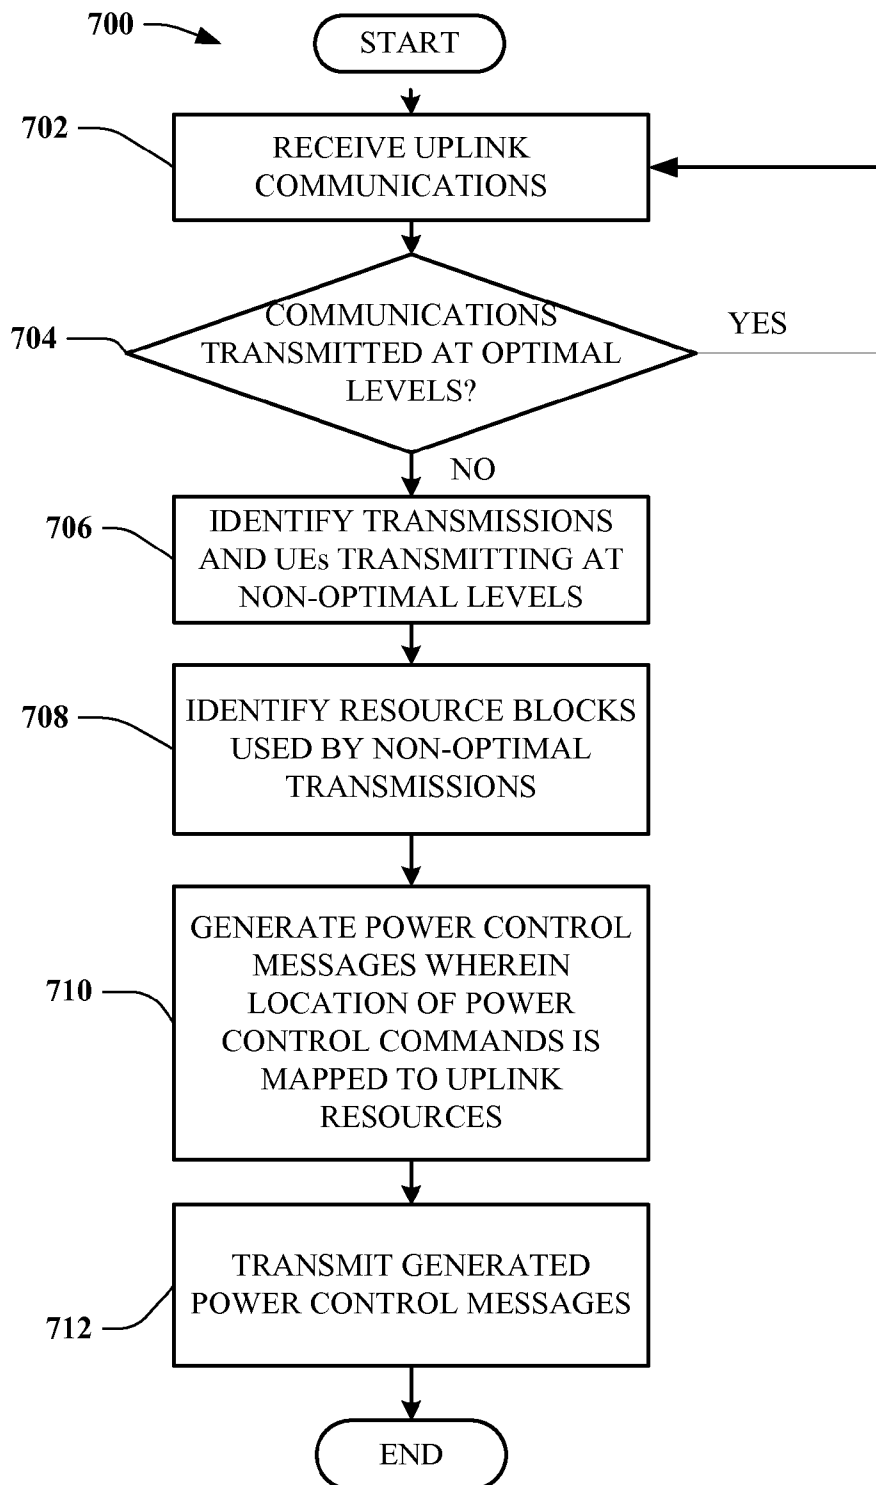 700
START
702
RECEIVE UPLINK
COMMUNICATIONS
704
COMMUNICATIONS
TRANSMITTED AT OPTIMAL
LEVELS?
YES
NO
706
IDENTIFY TRANSMISSIONS
AND UEs TRANSMITTING AT
NON-OPTIMAL LEVELS
708
IDENTIFY RESOURCE BLOCKS
USED BY NON-OPTIMAL
TRANSMISSIONS
710
GENERATE POWER CONTROL
MESSAGES WHEREIN
LOCATION OF POWER
CONTROL COMMANDS IS
MAPPED TO UPLINK
RESOURCES
712
TRANSMIT GENERATED
POWER CONTROL MESSAGES
END